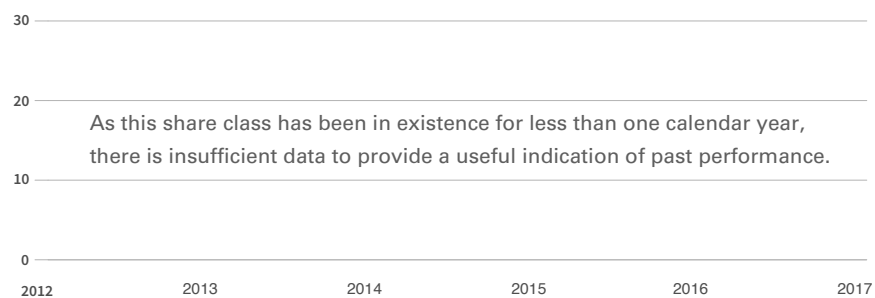 30
20
As this share class has been in existence for less than one calendar year,
there is insufficient data to provide a useful indication of past performance.
10
0
2012 2013 2014 2015 2016 2017